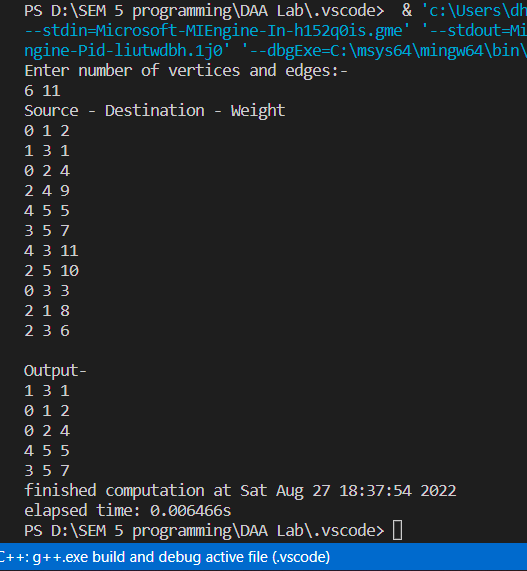 PS D:\SEM 5 programming\DAA Lab\.vscode>  & 'c:\Users\dh
--stdin=Microsoft-MIEngine-In-h152q0is.gme' '--stdout=Mi
ngine-Pid-liutwdbh.1j0' '--dbgExe=C:\msys64\mingw64\bin\
Enter number of vertices and edges:-
6 11
Source - Destination - Weight
0 1 2
1 3 1
0 2 4
2 4 9
4 5 5
3 5 7
4 3 11
2 5 10
0 3 3
2 1 8
2 3 6
Output-
1 3 1
0 1 2
0 2 4
4 5 5
3 5 7
finished computation at Sat Aug 27 18:37:54 2022
elapsed time: 0.006466s
PS D:\SEM 5 programming\DAA Lab\.vscode>
C++: g++.exe build and debug active file (.vscode)